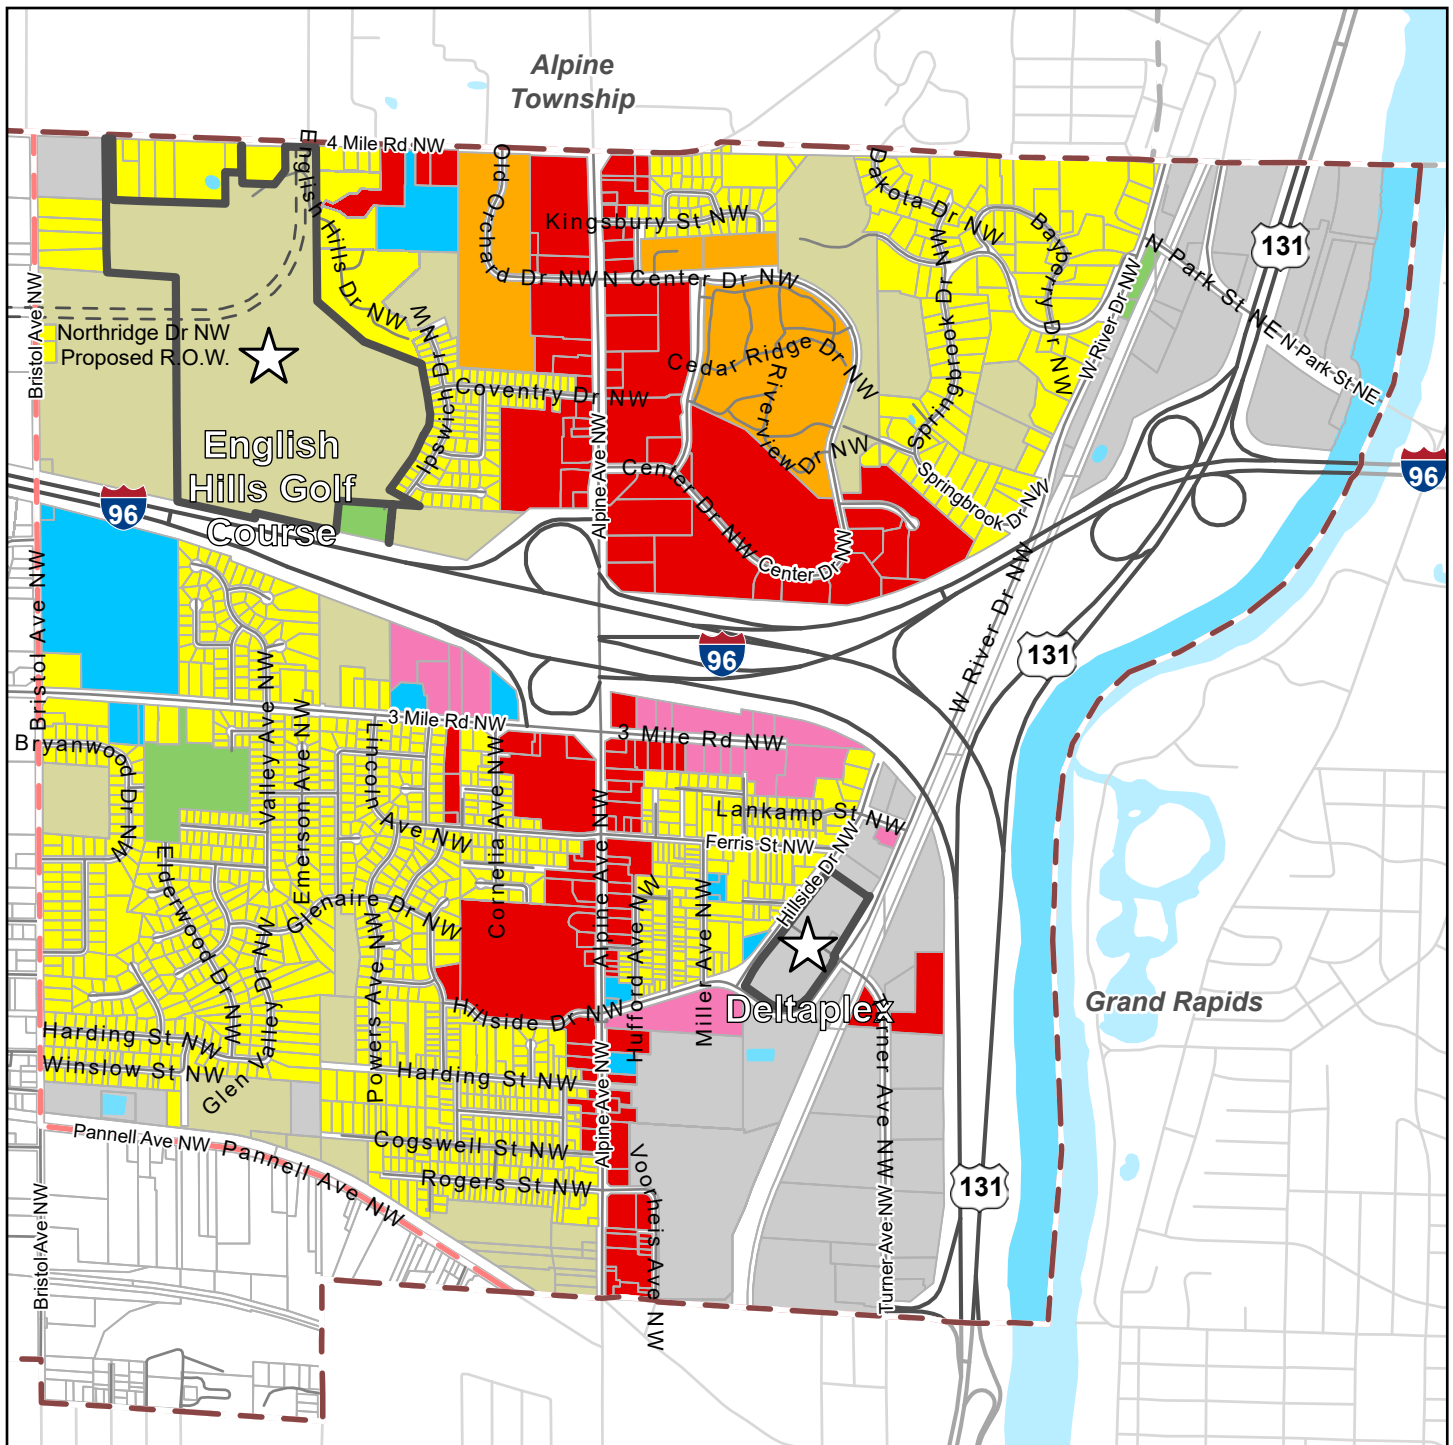 Alpine
Township
4 Mile Rd NW
English Hills Dr NW
Old Orchard Dr NW
Kingsbury St NW
N Center Dr NW
Dakota Dr NW
Bayberry Dr NW
Springbrook Dr NW
Springbrook Dr NW
W River Dr NW
N Park St NE
N Park St NE
131
Bristol Ave NW
Northridge Dr NW
Proposed R.O.W.
English
Hills Golf
Course
Ipswich Dr NW
Coventry Dr NW
Cedar Ridge Dr NW
Riverview Dr NW
Alpine Ave NW
Center Dr NW
Center Dr NW
96
96
96
131
W River Dr NW
Bristol Ave NW
3 Mile Rd NW
3 Mile Rd NW
Bryanwood Dr NW
Valley Ave NW
Emerson Ave NW
Lincoln Ave NW
Cornelia Ave NW
Alpine Ave NW
Lankamp St NW
Ferris St NW
Hillside Dr NW
Elderwood Dr NW
Glenaire Dr NW
Powers Ave NW
Glen Valley Dr NW
Hufford Ave NW
Miller Ave NW
Hillside Dr NW
Deltaplex
Grand Rapids
Harding St NW
Winslow St NW
Harding St NW
Alpine Ave NW
Cogswell St NW
Rogers St NW
Voorheis Ave NW
Turner Ave NW
Turner Ave NW
Pannell Ave NW
Pannell Ave NW
Bristol Ave NW
131